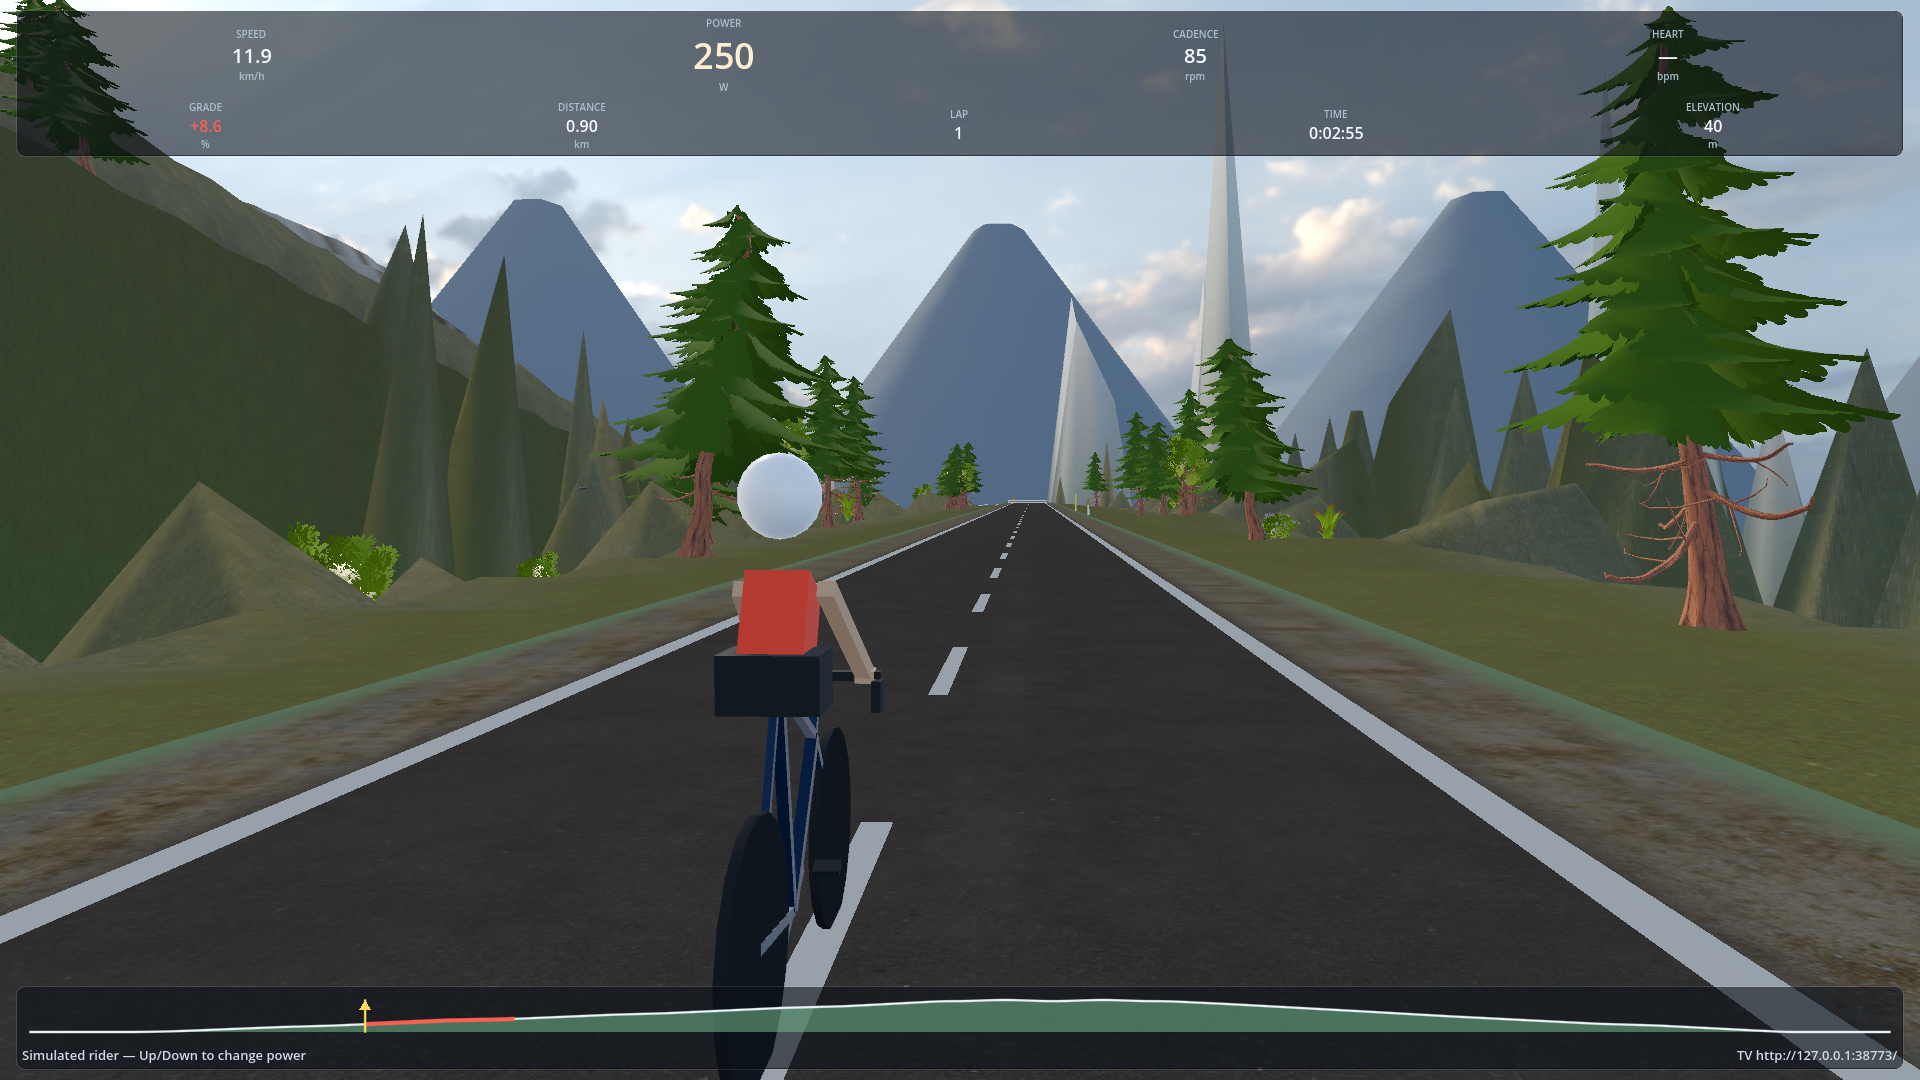 SPEED
11.9
km/h
POWER
250
W
CADENCE
85
rpm
HEART
—
bpm
GRADE
+8.6
%
DISTANCE
0.90
km
LAP
1
TIME
0:02:55
ELEVATION
40
m
Simulated rider — Up/Down to change power
TV http://127.0.0.1:38773/